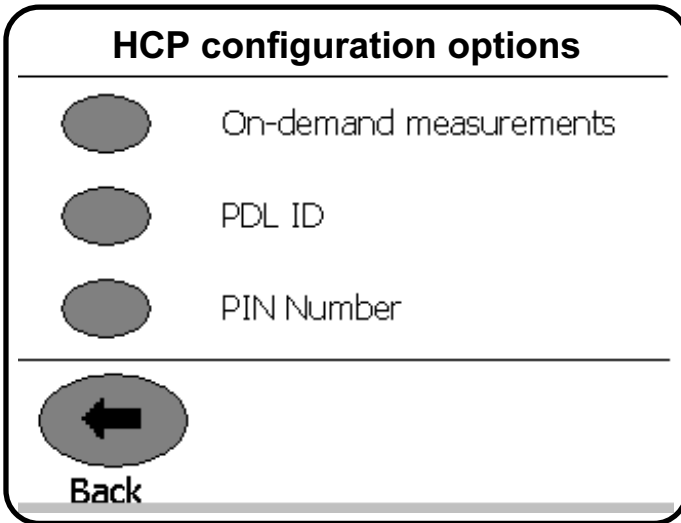 HCP configuration options
On-demand measurements
PDL ID
PIN Number
Back